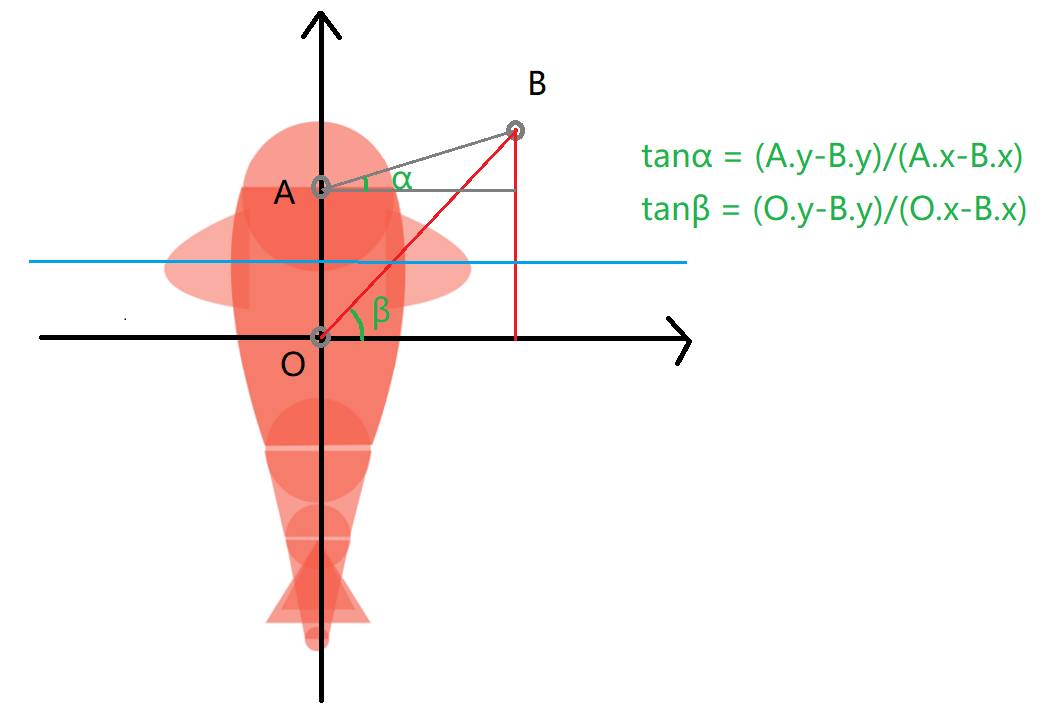 B
tanα = (A.y-B.y)/(A.x-B.x)
A
α
tanβ = (O.y-B.y)/(O.x-B.x)
β
O